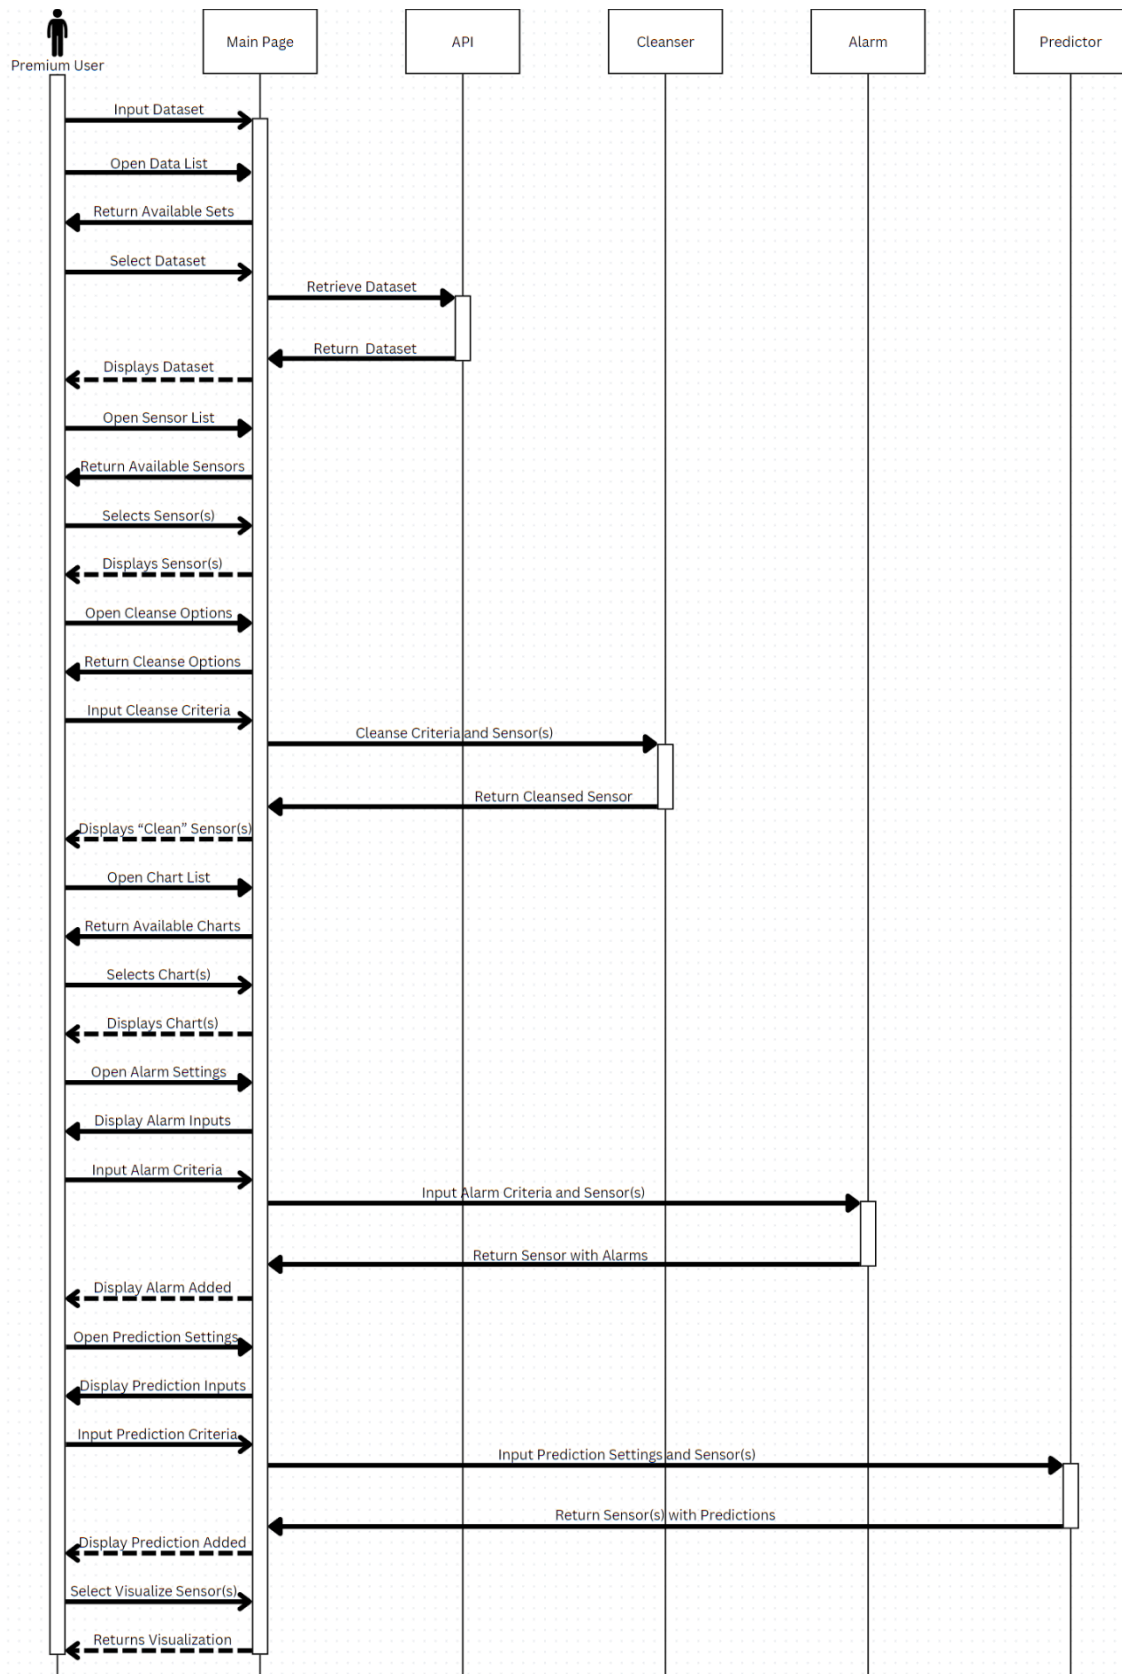 Premium User
Main Page
API
Cleanser
Alarm
Predictor
Input Dataset
Open Data List
Return Available Sets
Select Dataset
Retrieve Dataset
Return Dataset
Displays Dataset
Open Sensor List
Return Available Sensors
Selects Sensor(s)
Displays Sensor(s)
Open Cleanse Options
Return Cleanse Options
Input Cleanse Criteria
Cleanse Criteria and Sensor(s)
Return Cleansed Sensor
Displays “Clean” Sensor(s)
Open Chart List
Return Available Charts
Selects Chart(s)
Displays Chart(s)
Open Alarm Settings
Display Alarm Inputs
Input Alarm Criteria
Input Alarm Criteria and Sensor(s)
Return Sensor with Alarms
Display Alarm Added
Open Prediction Settings
Display Prediction Inputs
Input Prediction Criteria
Input Prediction Settings and Sensor(s)
Return Sensor(s) with Predictions
Display Prediction Added
Select Visualize Sensor(s)
Returns Visualization